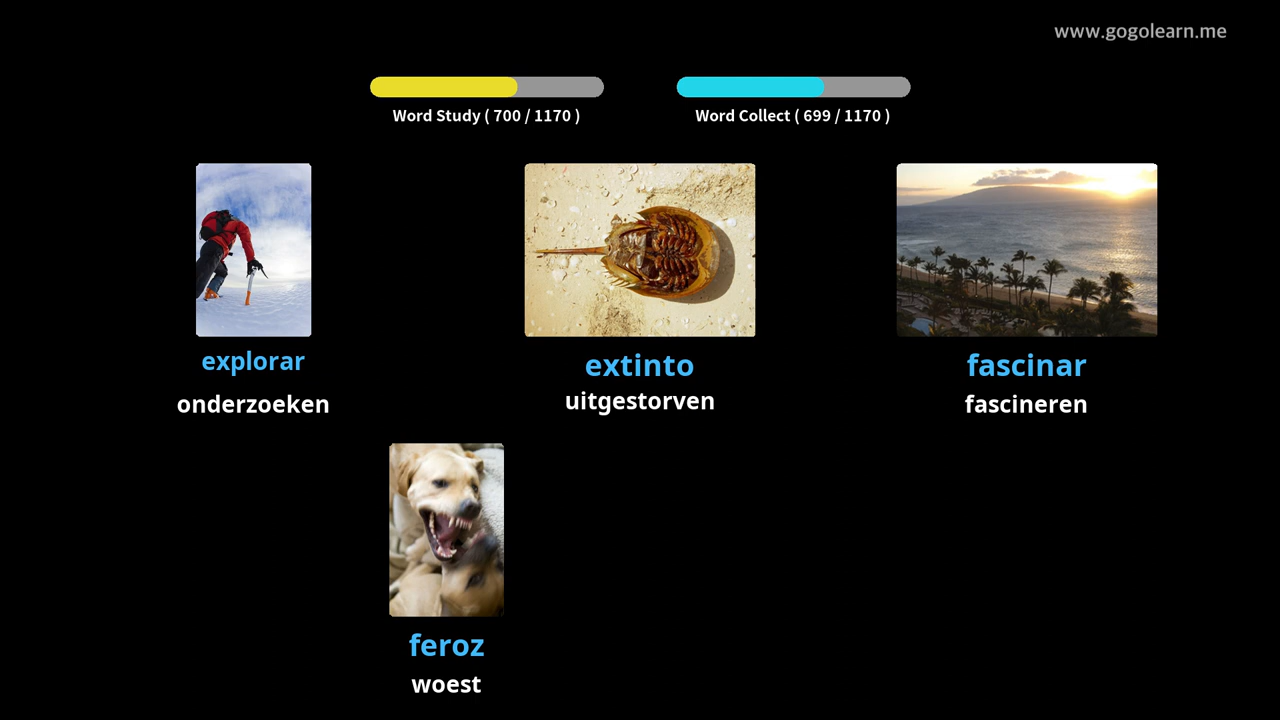 www.gogolearn.me
Word Study ( 700 / 1170 )
Word Collect ( 699 / 1170 )
explorar
onderzoeken
extinto
uitgestorven
fascinar
fascineren
feroz
woest